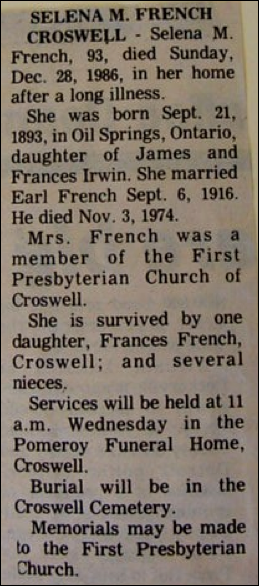 SELENA M. FRENCH
CROSWELL - Selena M.
French, 93, died Sunday,
Dec. 28, 1986, in her home
after a long illness.
She was born Sept. 21,
1893, in Oil Springs, Ontario,
daughter of James and
Frances Irwin. She married
Earl French Sept. 6, 1916.
He died Nov. 3, 1974.
Mrs. French was a
member of the First
Presbyterian Church of
Croswell.
She is survived by one
daughter, Frances French,
Croswell; and several
nieces.
Services will be held at 11
a.m. Wednesday in the
Pomeroy Funeral Home,
Croswell.
Burial will be in the
Croswell Cemetery.
Memorials may be made
to the First Presbyterian
Church.